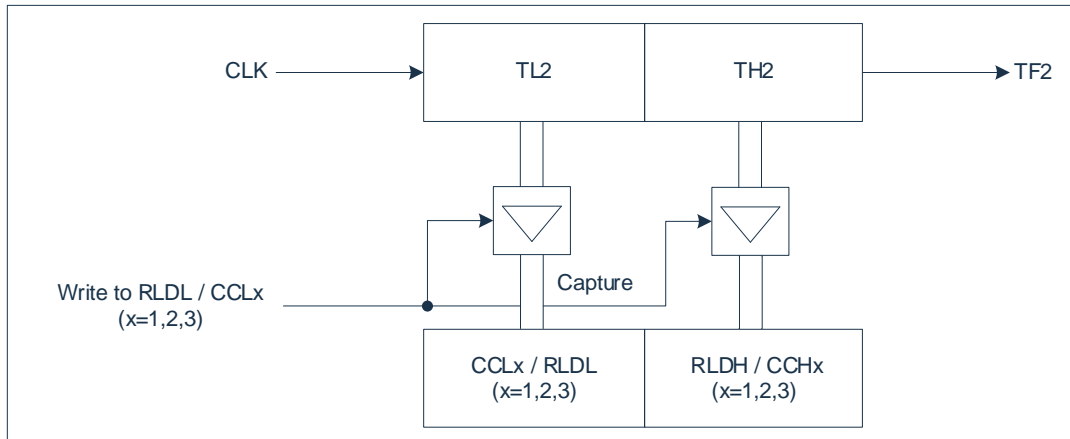 CLK
TL2
TH2
TF2
Write to RLDL / CCLx
(x=1,2,3)
Capture
CCLx / RLDL
(x=1,2,3)
RLDH / CCHx
(x=1,2,3)